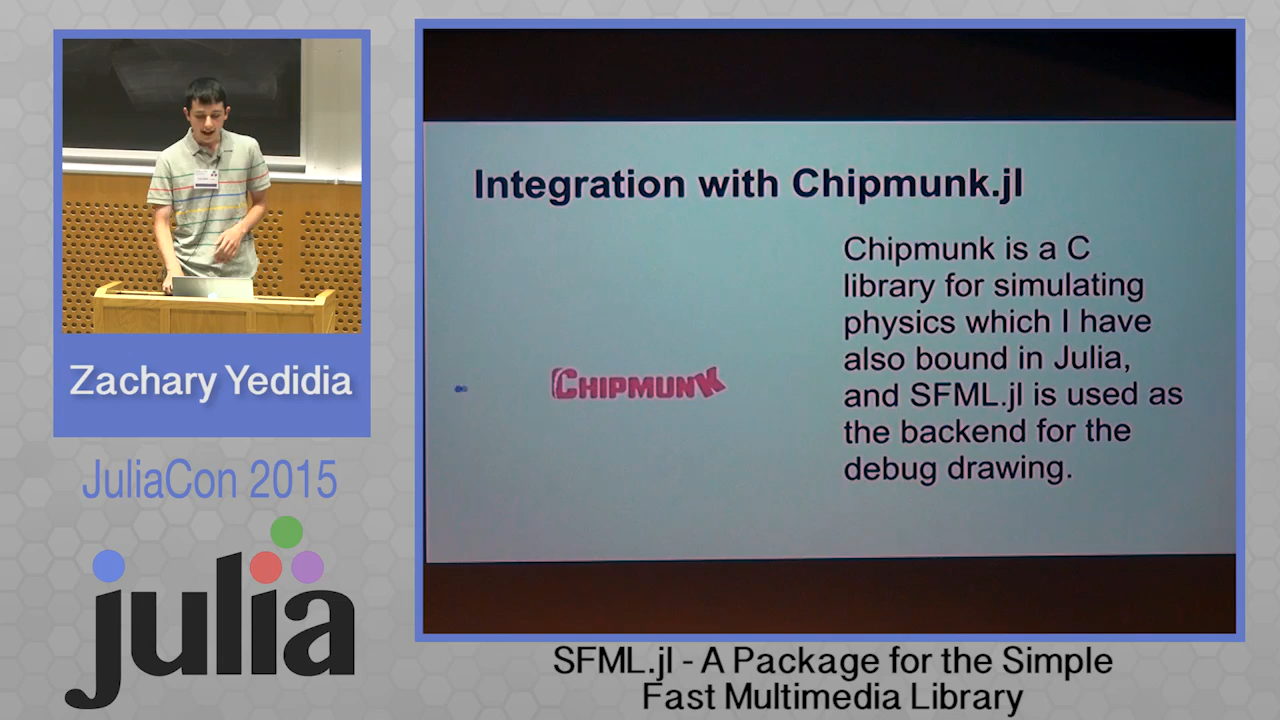 Zachary Yedidia
JuliaCon 2015
julia
Integration with Chipmunk.jl
CHIPMUNK
Chipmunk is a C
library for simulating
physics which I have
also bound in Julia,
and SFML.jl is used as
the backend for the
debug drawing.
SFML.jl - A Package for the Simple
Fast Multimedia Library